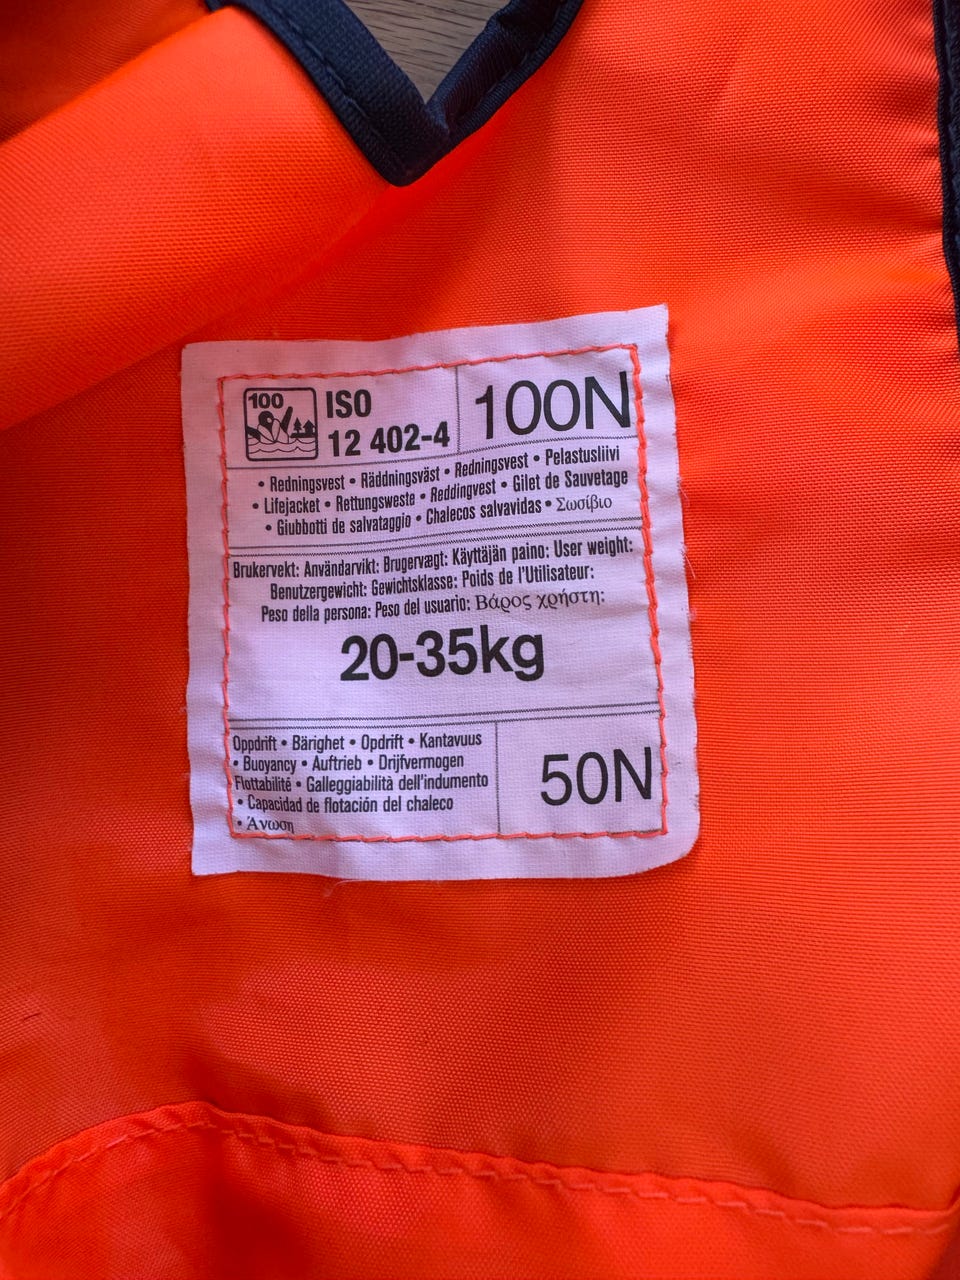 100
ISO
12 402-4
100N
• Redningsvest • Räddningsväst • Redningsvest • Pelastusliivi
• Lifejacket • Rettungsweste • Reddingvest • Gilet de Sauvetage
• Giubbotti de salvataggio • Chalecos salvavidas • Σωσίβιο
Brukervekt: Användarvikt: Brugervægt: Käyttäjän paino: User weight:
Benutzergewicht: Gewichtsklasse: Poids de l'Utilisateur:
Peso della persona: Peso del usuario: Βάρος χρήστη:
20-35kg
Oppdrift • Bärighet • Opdrift • Kantavuus
• Buoyancy • Auftrieb • Drijfvermogen
Flottabilité • Galleggiabilità dell'indumento
• Capacidad de flotación del chaleco
• Άνωση
50N